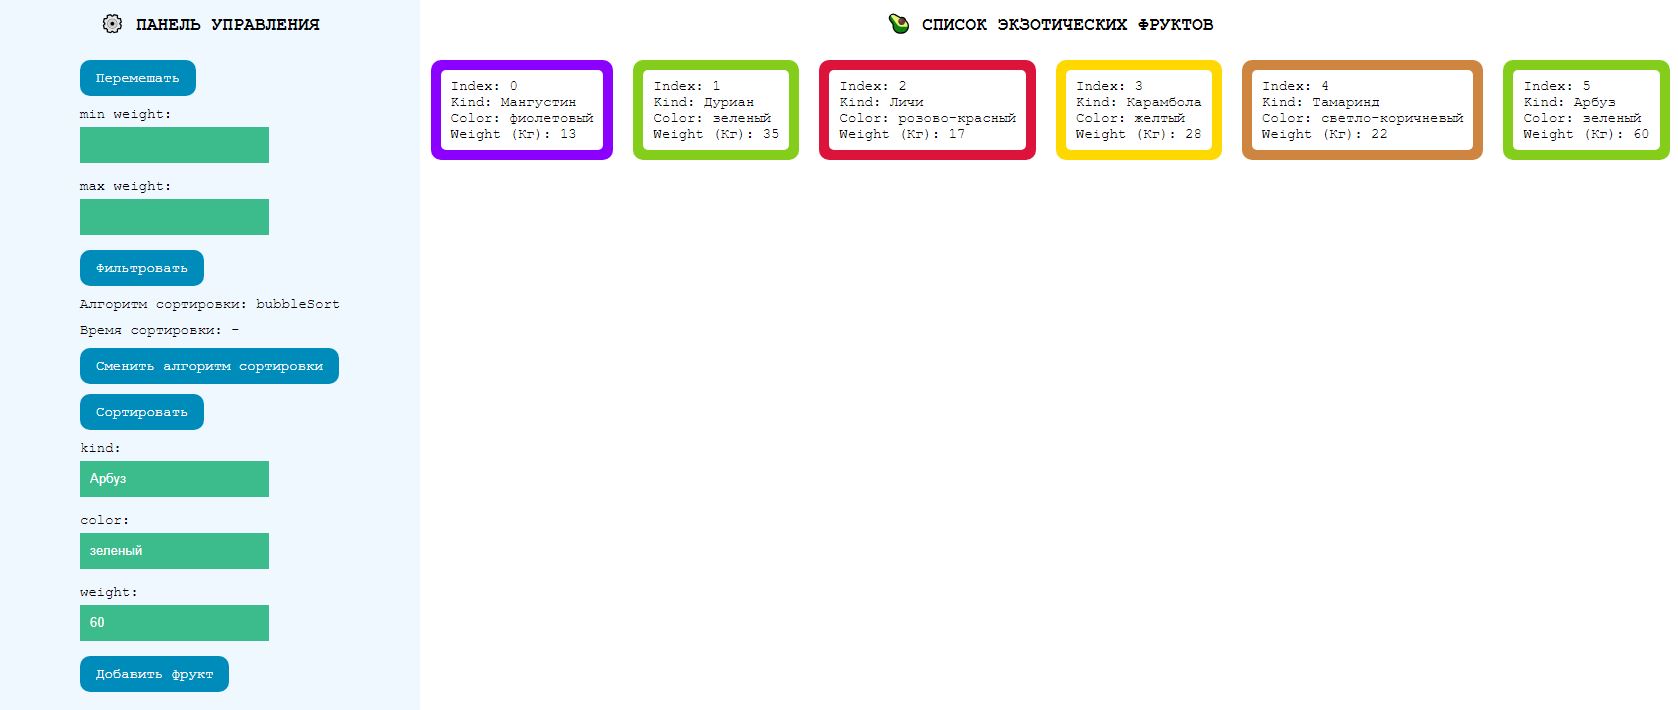 ПАНЕЛЬ УПРАВЛЕНИЯ
Перемешать
min weight:
max weight:
Фильтровать
Алгоритм сортировки: bubbleSort
Время сортировки: -
Сменить алгоритм сортировки
Сортировать
kind:
Арбуз
color:
зеленый
weight:
60
Добавить фрукт
СПИСОК ЭКЗОТИЧЕСКИХ ФРУКТОВ
Index: 0
Kind: Мангустин
Color: фиолетовый
Weight (Кг): 13
Index: 1
Kind: Дуриан
Color: зеленый
Weight (Кг): 35
Index: 2
Kind: Личи
Color: розово-красный
Weight (Кг): 17
Index: 3
Kind: Карамбола
Color: желтый
Weight (Кг): 28
Index: 4
Kind: Тамаринд
Color: светло-коричневый
Weight (Кг): 22
Index: 5
Kind: Арбуз
Color: зеленый
Weight (Кг): 60